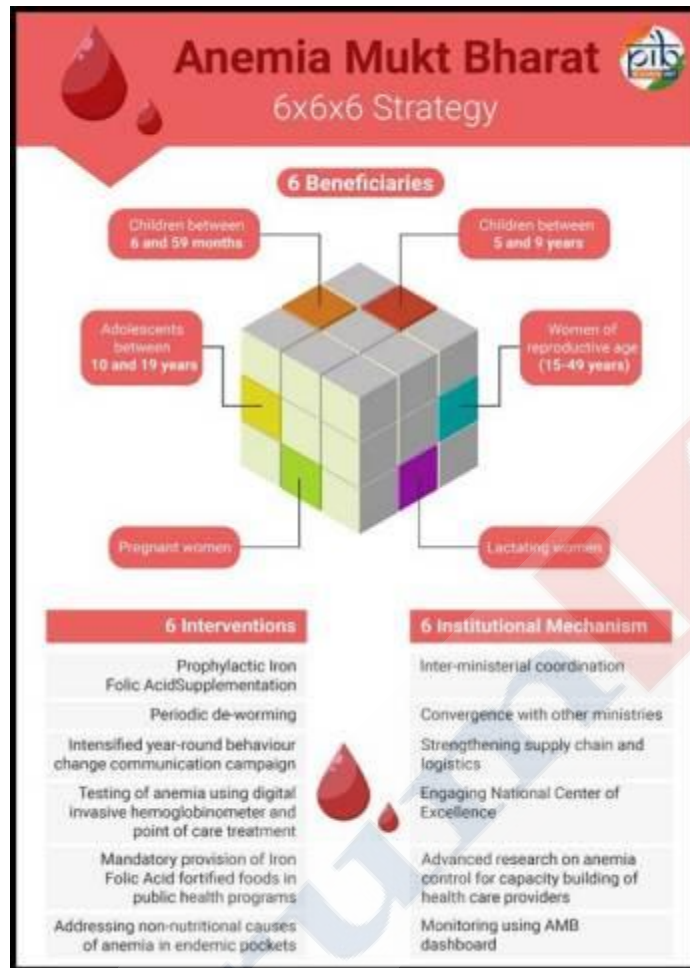 Anemia Mukt Bharat
pib
6x6x6 Strategy
6 Beneficiaries
Children between
6 and 59 months
Children between
5 and 9 years
Adolescents
between
10 and 19 years
Women of
reproductive age
(15-49 years)
Pregnant women
Lactating women
6 Interventions
Prophylactic Iron
Folic AcidSupplementation
Periodic de-worming
Intensified year-round behaviour
change communication campaign
Testing of anemia using digital
invasive hemoglobinometer and
point of care treatment
Mandatory provision of Iron
Folic Acid fortified foods in
public health programs
Addressing non-nutritional causes
of anemia in endemic pockets
6 Institutional Mechanism
Inter-ministerial coordination
Convergence with other ministries
Strengthening supply chain and
logistics
Engaging National Center of
Excellence
Advanced research on anemia
control for capacity building of
health care providers
Monitoring using AMB
dashboard